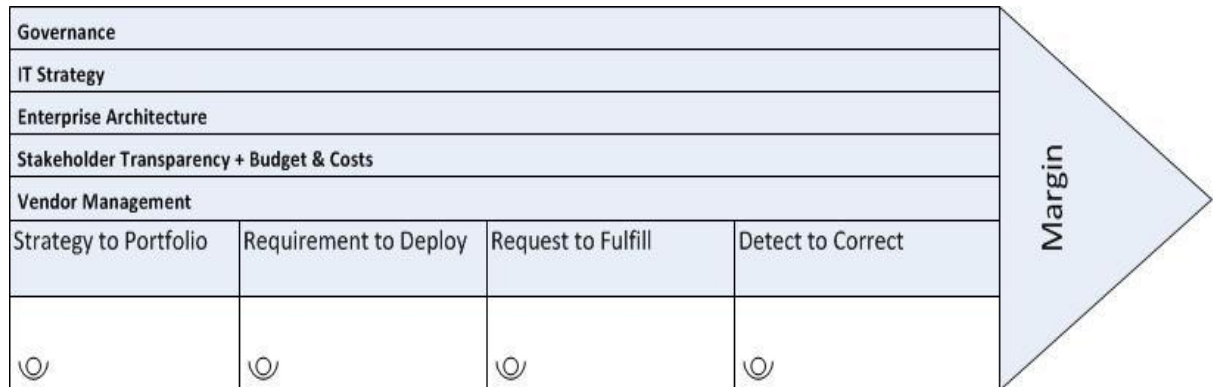 Governance
IT Strategy
Enterprise Architecture
Stakeholder Transparency + Budget & Costs
Vendor Management
Strategy to Portfolio
Requirement to Deploy
Request to Fulfill
Detect to Correct
Margin